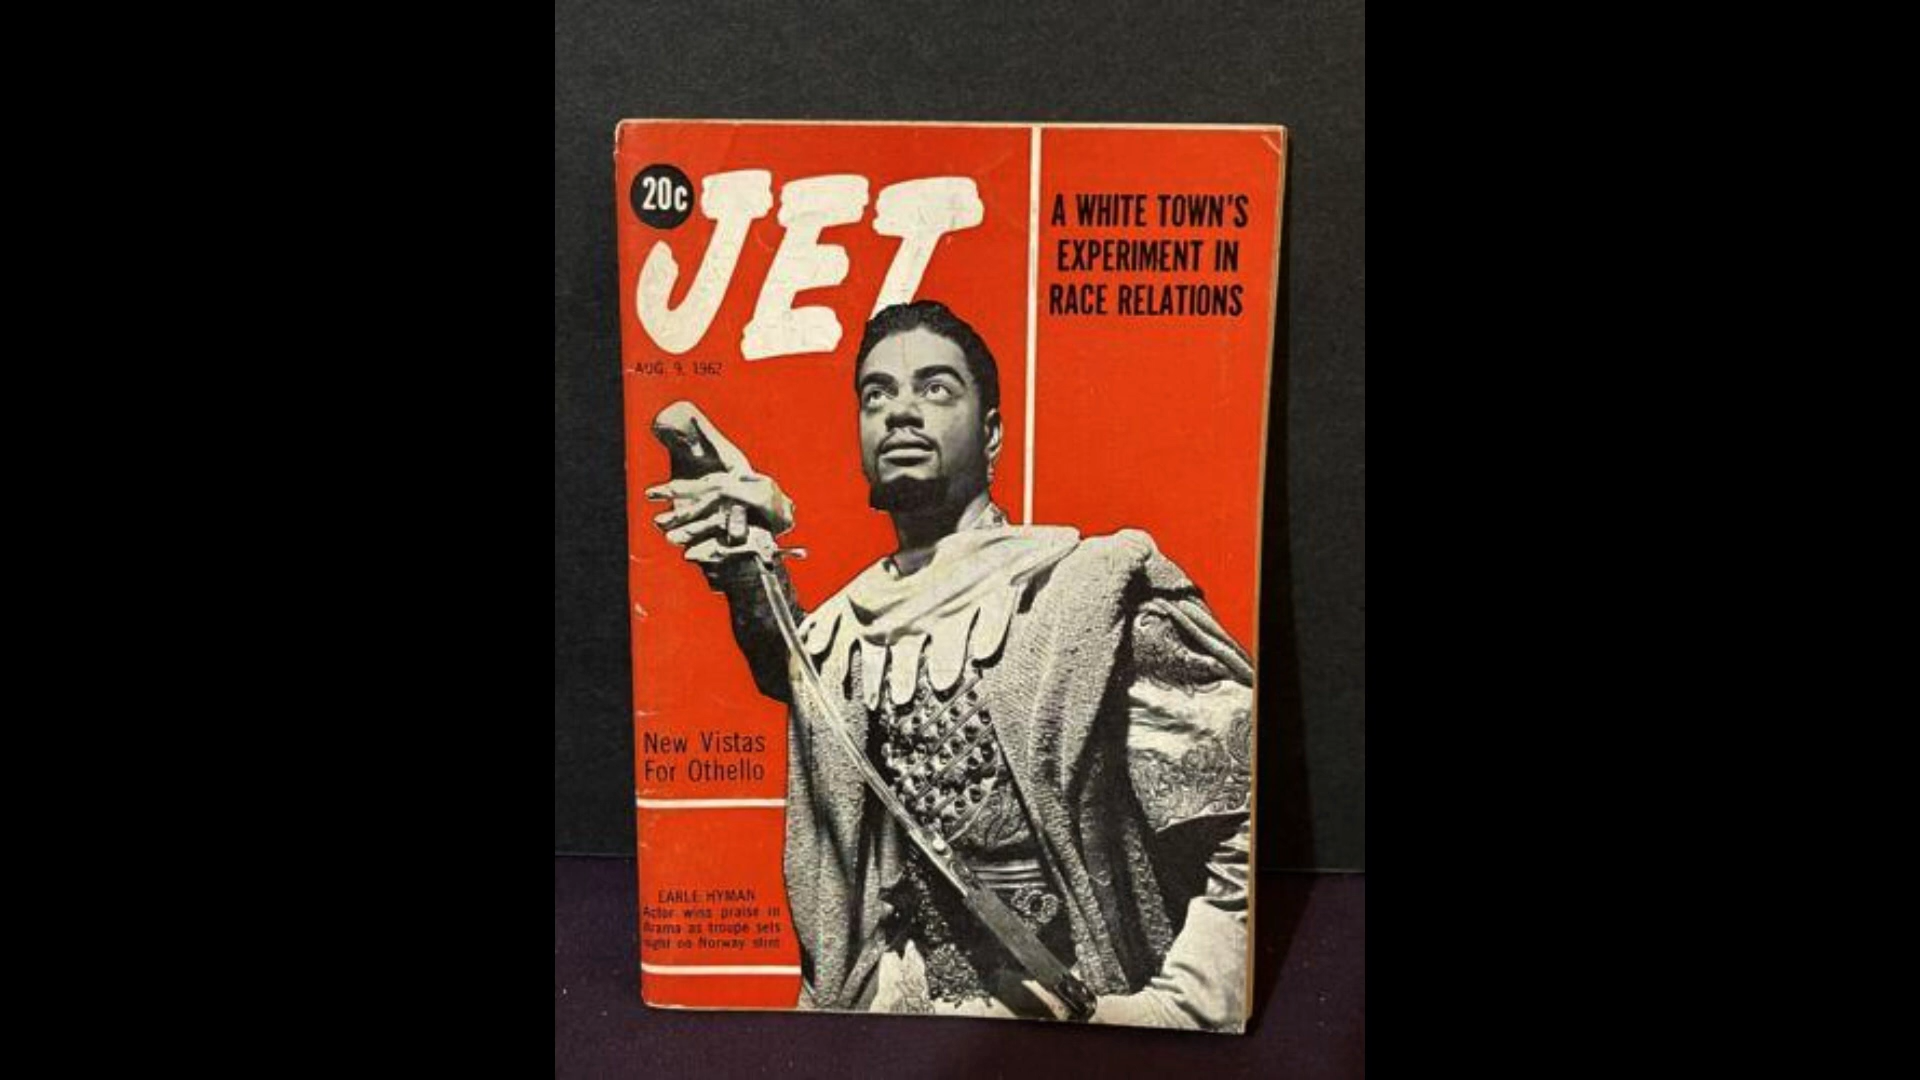 20c
JET
AUG. 9, 1962
A WHITE TOWN'S
EXPERIMENT IN
RACE RELATIONS
New Vistas
For Othello
EARLE HYMAN
Actor wins praise in
drama as troupe sets
sight on Norway stint